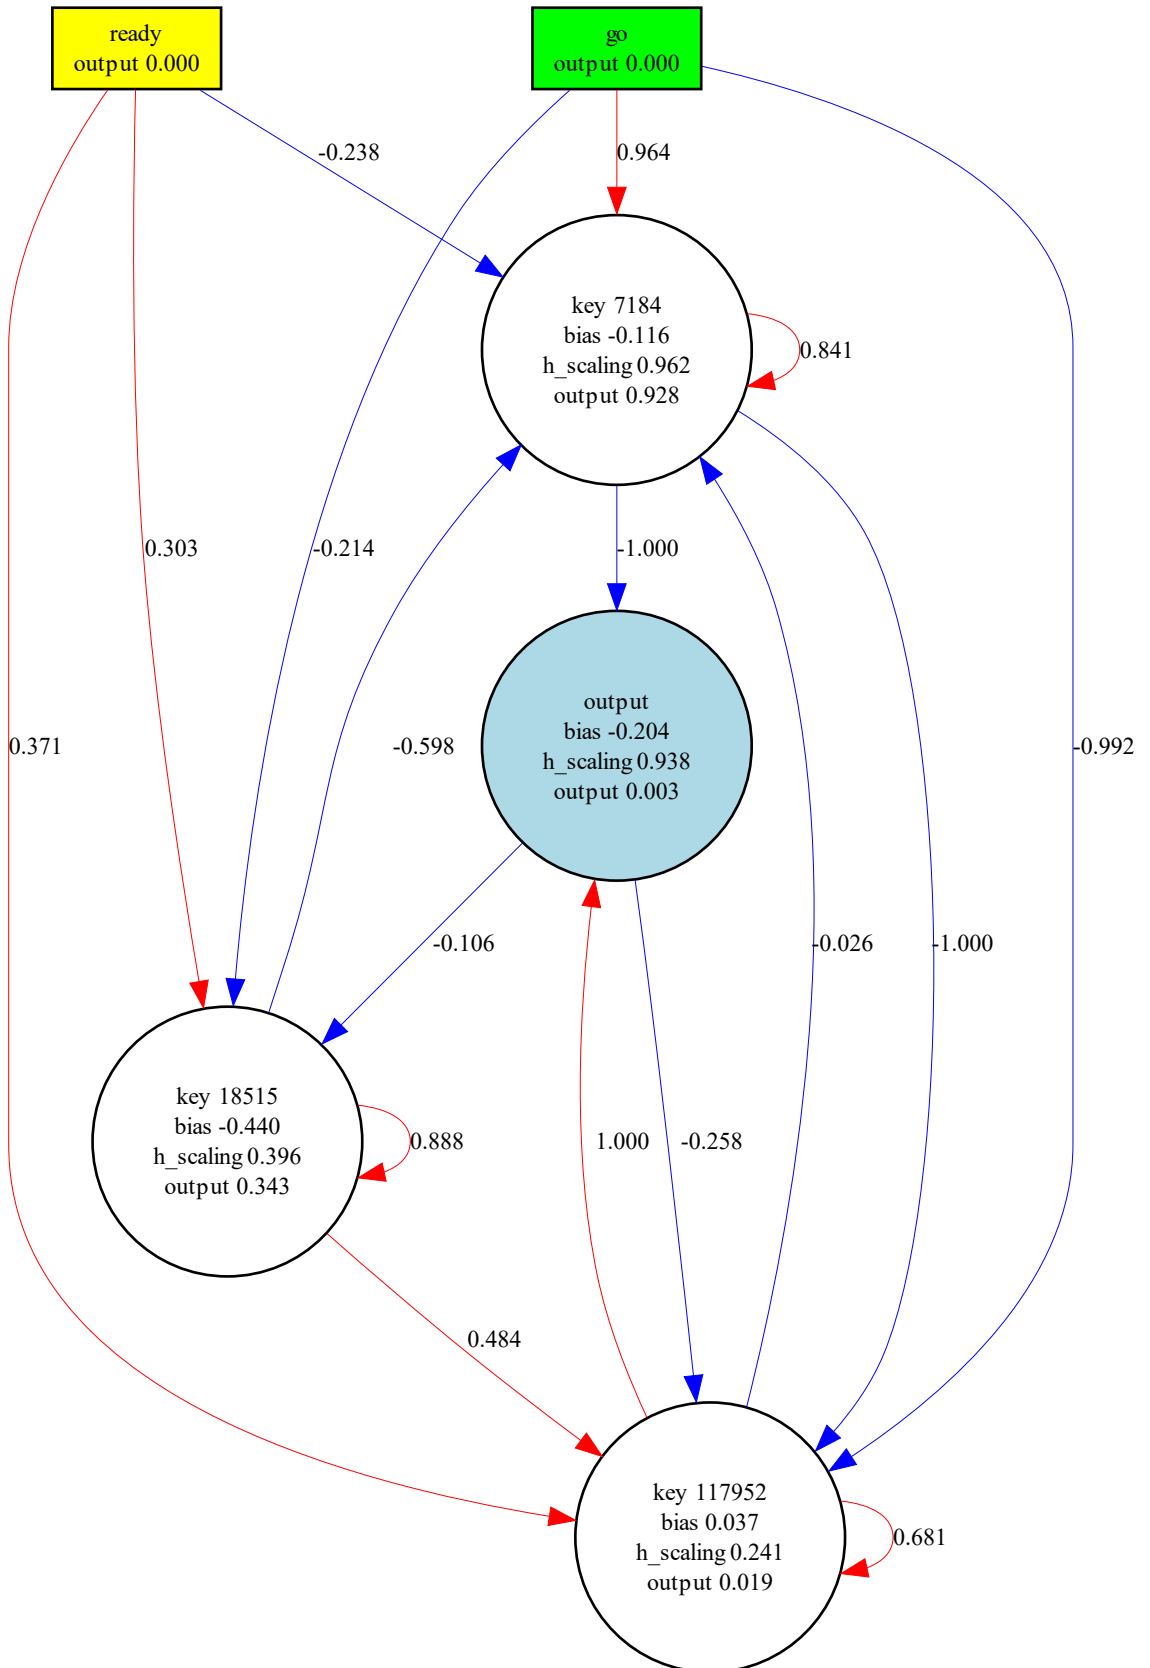 ready
output 0.000
go
output 0.000
-0.238
0.964
key 7184
bias -0.116
h_scaling 0.962
output 0.928
0.841
0.303
-0.214
-1.000
output
bias -0.204
h_scaling 0.938
output 0.003
0.371
-0.598
-0.992
-0.106
-0.026
-1.000
key 18515
bias -0.440
h_scaling 0.396
output 0.343
0.888
1.000
-0.258
0.484
key 117952
bias 0.037
h_scaling 0.241
output 0.019
0.681